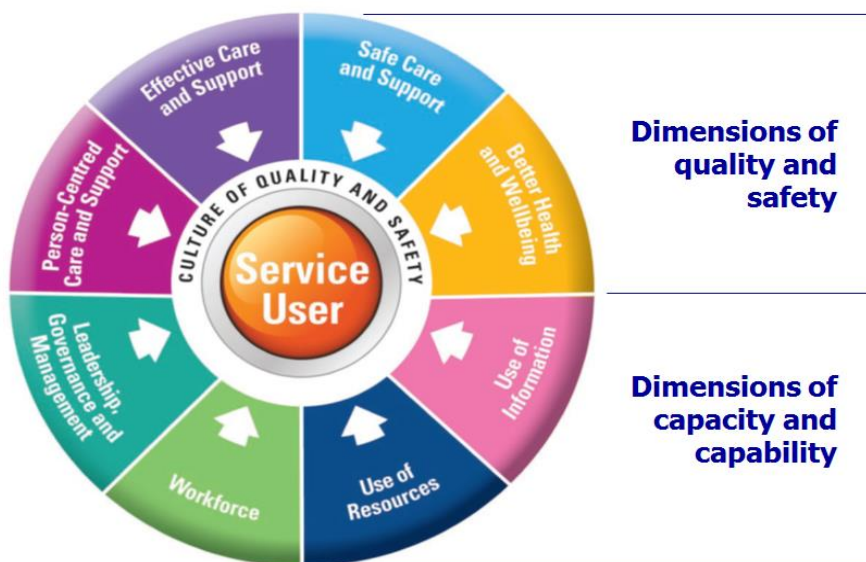 Effective Care
and Support
Safe Care
and Support
Better Health
and Wellbeing
Dimensions of
quality and
safety
Person-Centred
Care and Support
CULTURE OF QUALITY AND SAFETY
Service
User
Leadership,
Governance and
Management
Workforce
Use of
Resources
Use of
Information
Dimensions of
capacity and
capability